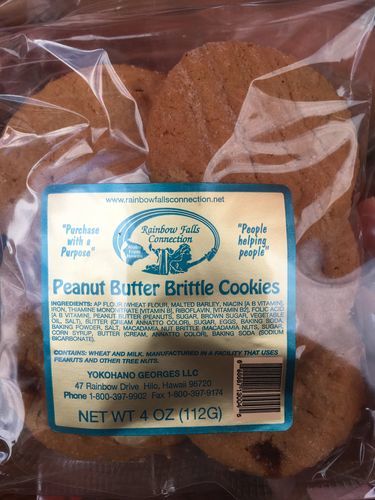 www.rainbowfallsconnection.net
"Purchase with a Purpose"
Rainbow Falls Connection
"People helping people"
Peanut Butter Brittle Cookies
INGREDIENTS: AP FLOUR (WHEAT FLOUR, MALTED BARLEY, NIACIN [A B VITAMIN],
IRON, THIAMINE MONONITRATE [VITAMIN B1], RIBOFLAVIN, [VITAMIN B2], FOLIC ACID
[A B VITAMIN], PEANUT BUTTER (PEANUTS, SUGAR, BROWN SUGAR, VEGETABLE
OIL, SALT), BUTTER (CREAM ANNATTO COLOR), SUGAR, EGGS, BAKING SODA,
BAKING POWDER, SALT, MACADAMIA NUT BRITTLE (MACADAMIA NUTS, SUGAR,
CORN SYRUP, BUTTER (CREAM, ANNATTO COLOR), BAKING SODA (SODIUM
BICARBONATE).
CONTAINS: WHEAT AND MILK. MANUFACTURED IN A FACILITY THAT USES
PEANUTS AND OTHER TREE NUTS.
YOKOHANO GEORGES LLC
47 Rainbow Drive Hilo, Hawaii 96720
Phone 1-800-397-9902 Fax 1-800-397-9174
NET WT 4 OZ (112G)